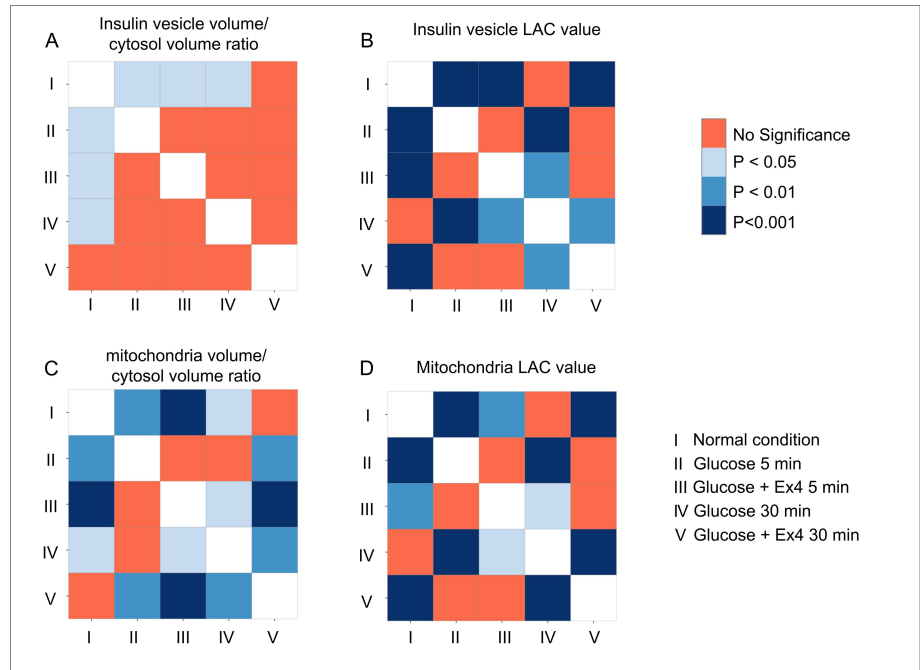 A
Insulin vesicle volume/
cytosol volume ratio
I
II
III
IV
V
I II III IV V
B
Insulin vesicle LAC value
I
II
III
IV
V
I II III IV V
No Significance
P < 0.05
P < 0.01
P<0.001
C
mitochondria volume/
cytosol volume ratio
I
II
III
IV
V
I II III IV V
D
Mitochondria LAC value
I
II
III
IV
V
I II III IV V
I Normal condition
II Glucose 5 min
III Glucose + Ex4 5 min
IV Glucose 30 min
V Glucose + Ex4 30 min